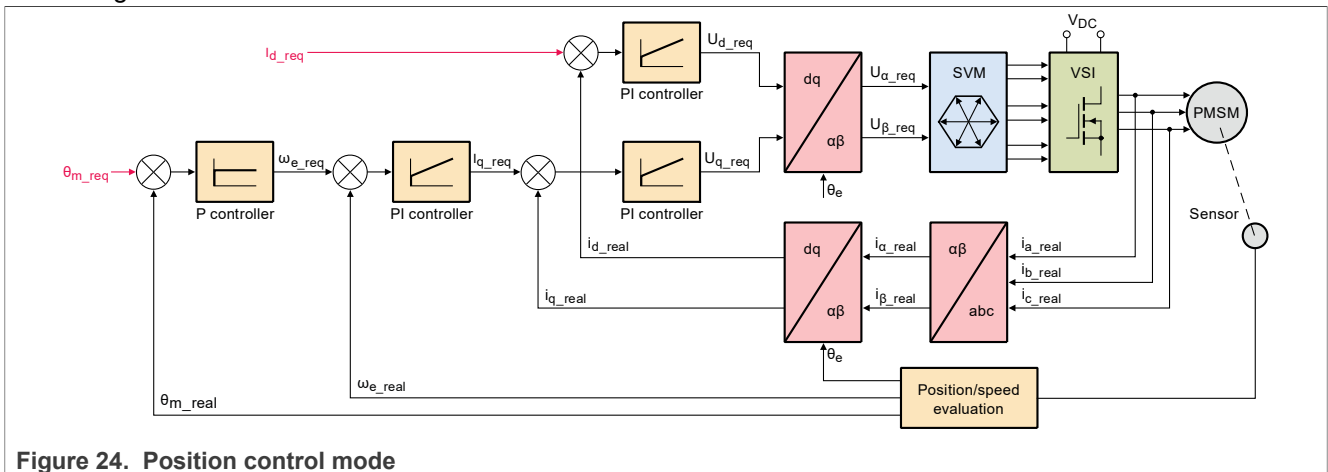 VDC
Id_req
Ud_req
PI controller
dq
αβ
Uα_req
Uβ_req
SVM
VSI
PMSM
θm_req
P controller
ωe_req
PI controller
Iq_req
PI controller
Uq_req
θe
Sensor
id_real
iq_real
dq
αβ
iα_real
iβ_real
αβ
abc
ia_real
ib_real
ic_real
θe
ωe_real
θm_real
Position/speed
evaluation
Figure 24. Position control mode